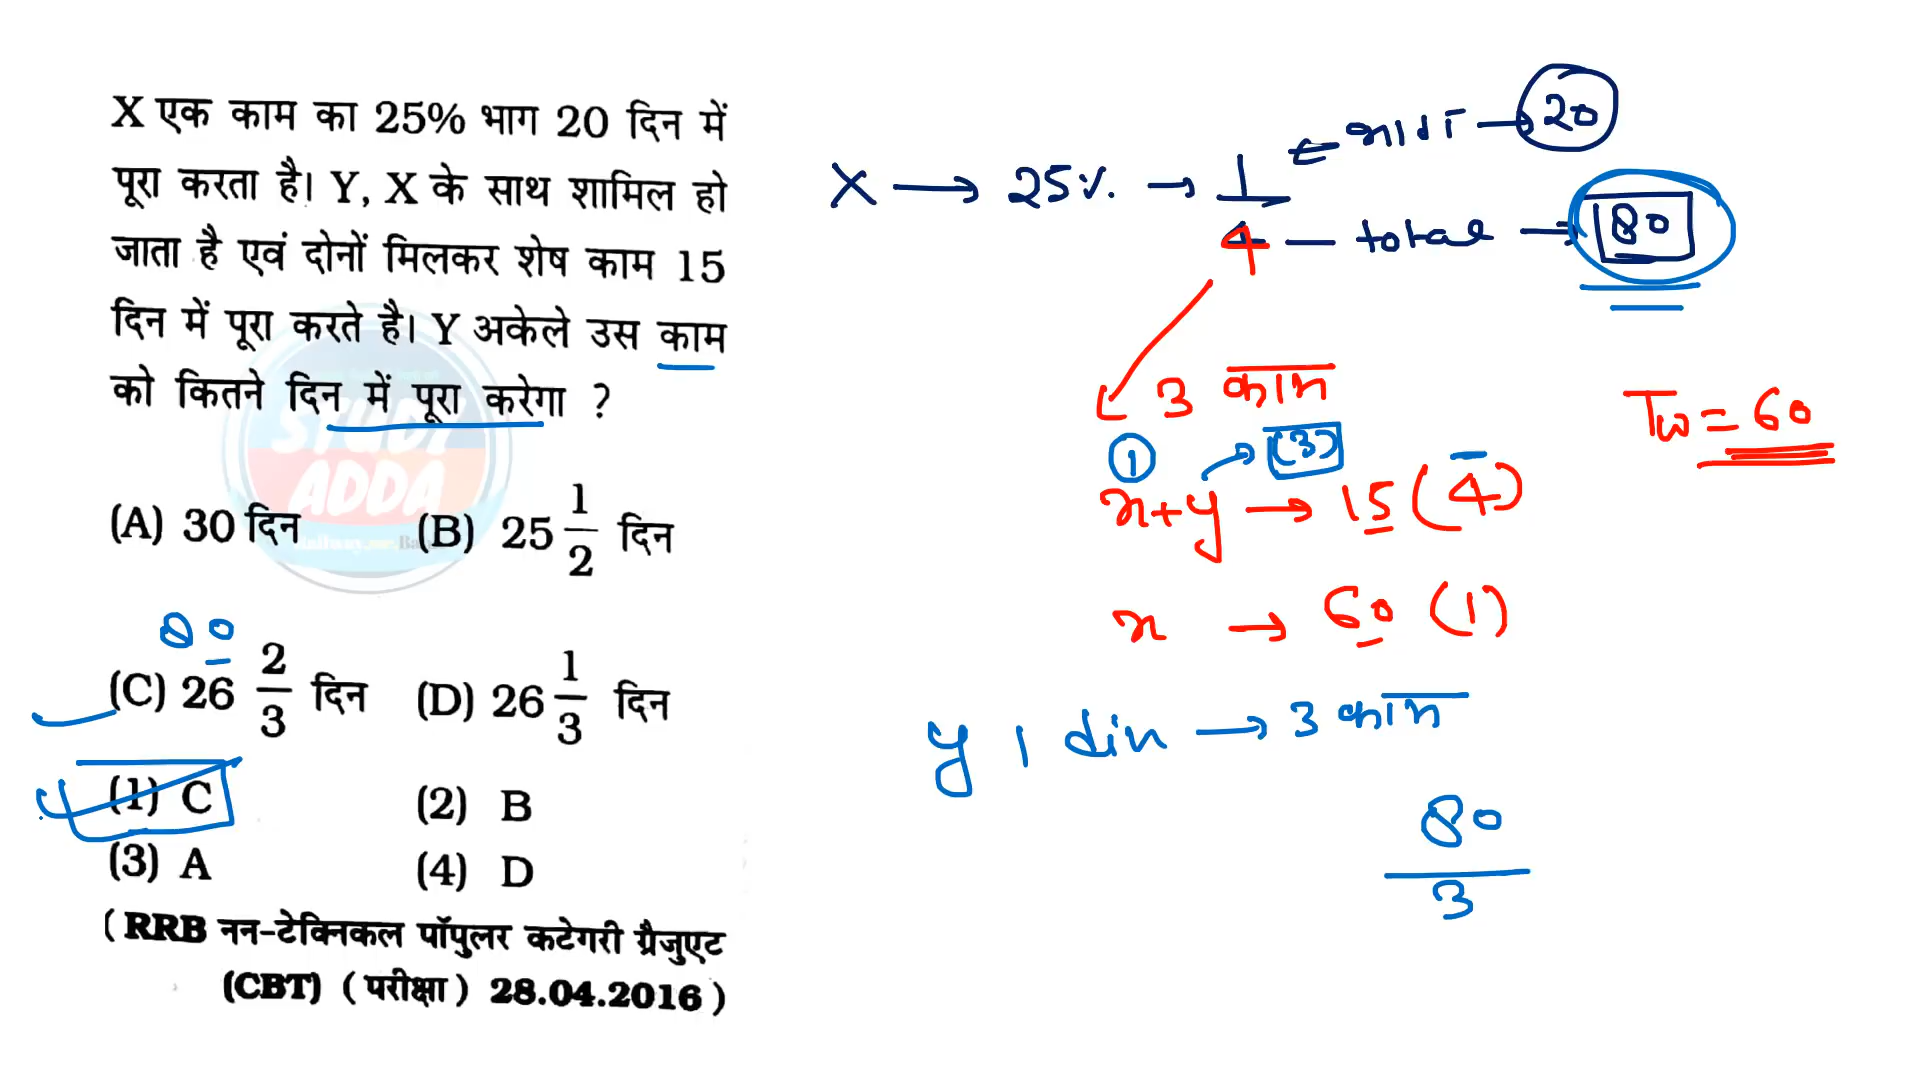 X एक काम का 25% भाग 20 दिन में
पूरा करता है। Y, X के साथ शामिल हो
जाता है एवं दोनों मिलकर शेष काम 15
दिन में पूरा करते है। Y अकेले उस काम
को कितने दिन में पूरा करेगा ?
STUDY
ADDA
(A) 30 दिन (B) 25 1/2 दिन
80
(C) 26 2/3 दिन (D) 26 1/3 दिन
(1) C (2) B
(3) A (4) D
( RRB नन-टेक्निकल पॉपुलर कटेगरी ग्रैजुएट
(CBT) ( परीक्षा ) 28.04.2016 )
X → 25% → 1/4
→ 20
4 — total → 80
3 काम
Tw = 60
① → (3)
x+y → 15 (4)
x → 60 (1)
y 1 din → 3 काम
80
3